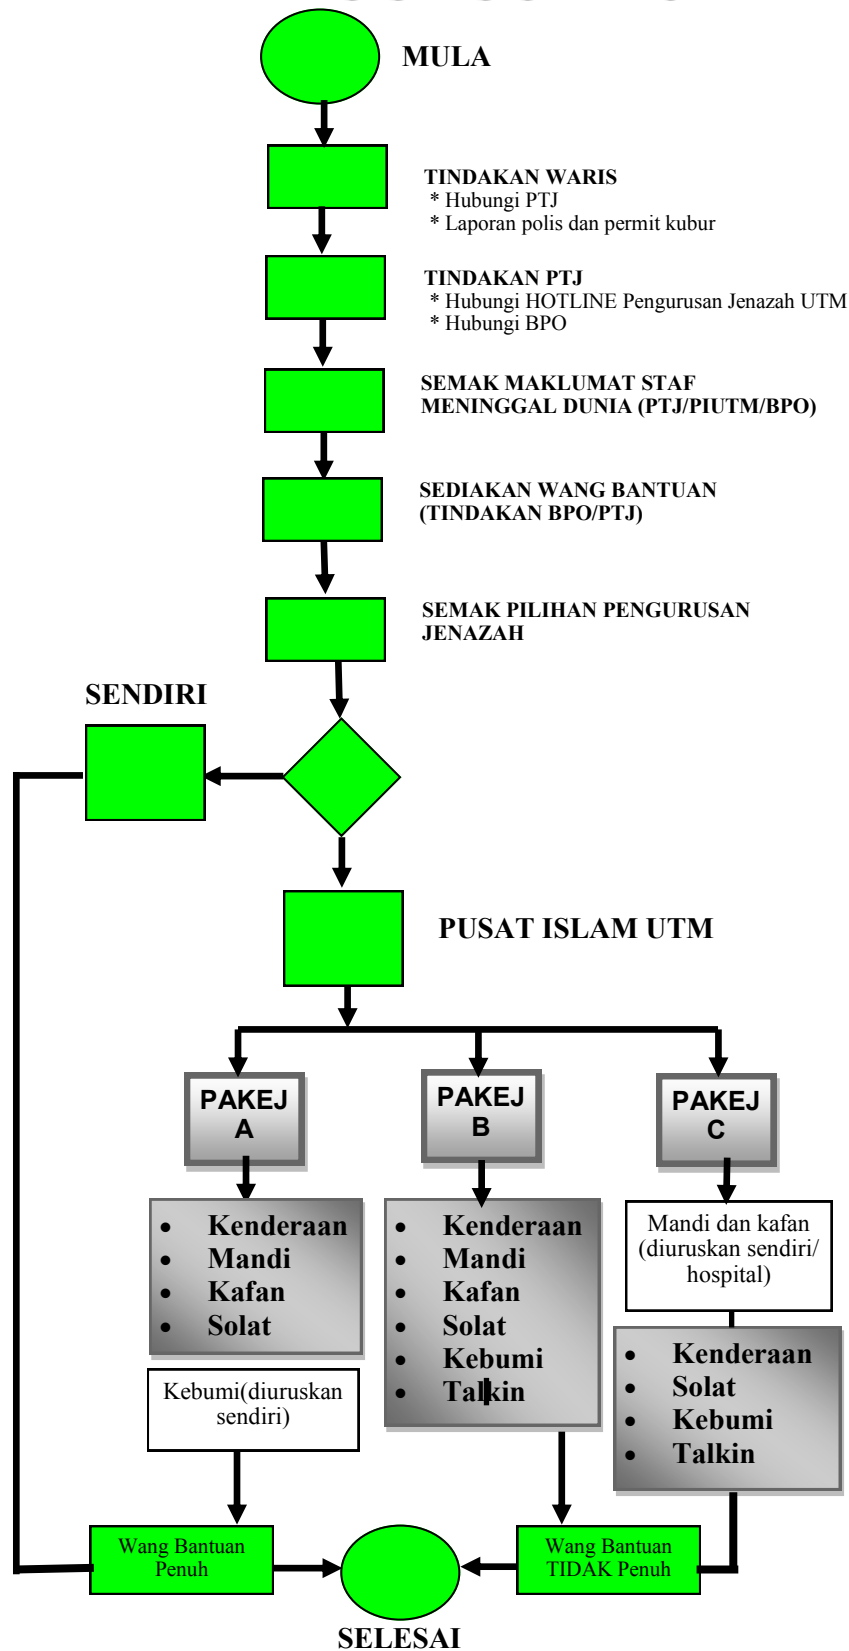 MULA
TINDAKAN WARIS
* Hubungi PTJ
* Laporan polis dan permit kubur
TINDAKAN PTJ
* Hubungi HOTLINE Pengurusan Jenazah UTM
* Hubungi BPO
SEMAK MAKLUMAT STAF
MENINGGAL DUNIA (PTJ/PIUTM/BPO)
SEDIAKAN WANG BANTUAN
(TINDAKAN BPO/PTJ)
SEMAK PILIHAN PENGURUSAN
JENAZAH
SENDIRI
PUSAT ISLAM UTM
PAKEJ
A
PAKEJ
B
PAKEJ
C
• Kenderaan
• Mandi
• Kafan
• Solat
Kebumi(diuruskan
sendiri)
• Kenderaan
• Mandi
• Kafan
• Solat
• Kebumi
• Talkin
Mandi dan kafan
(diuruskan sendiri/
hospital)
• Kenderaan
• Solat
• Kebumi
• Talkin
Wang Bantuan
Penuh
Wang Bantuan
TIDAK Penuh
SELESAI